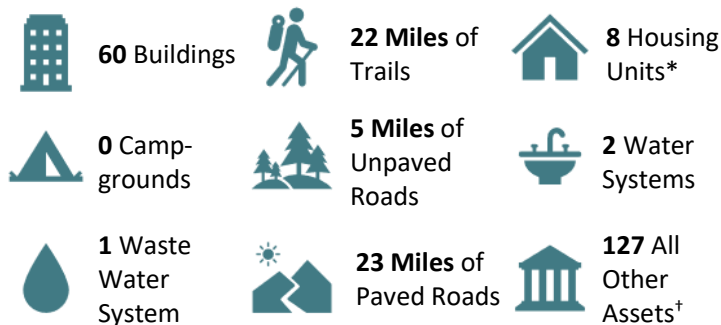 60 Buildings
22 Miles of
Trails
8 Housing
Units*
0 Camp-
grounds
5 Miles of
Unpaved
Roads
2 Water
Systems
1 Waste
Water
System
23 Miles of
Paved Roads
127 All
Other
Assets†